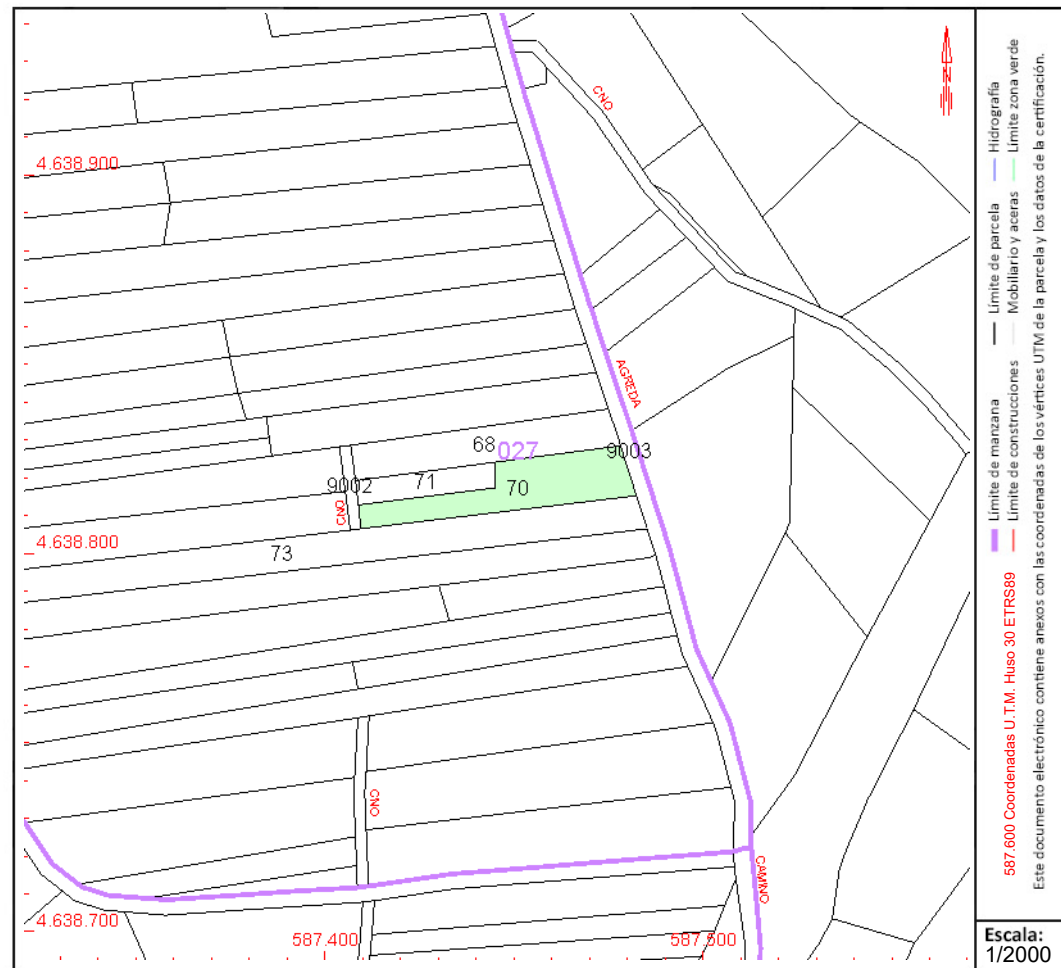 CNO
4.638.900
AGREDA
68
027
9003
9002
71
70
CNO
4.638.800
73
CNO
CAMINO
4.638.700
587.400
587.500
N
Límite de manzana
Límite de parcela
Hidrografía
Límite de construcciones
Mobiliario y aceras
Límite zona verde
587.600 Coordenadas U.T.M. Huso 30 ETRS89
Este documento electrónico contiene anexos con las coordenadas de los vértices UTM de la parcela y los datos de la certificación.
Escala:
1/2000